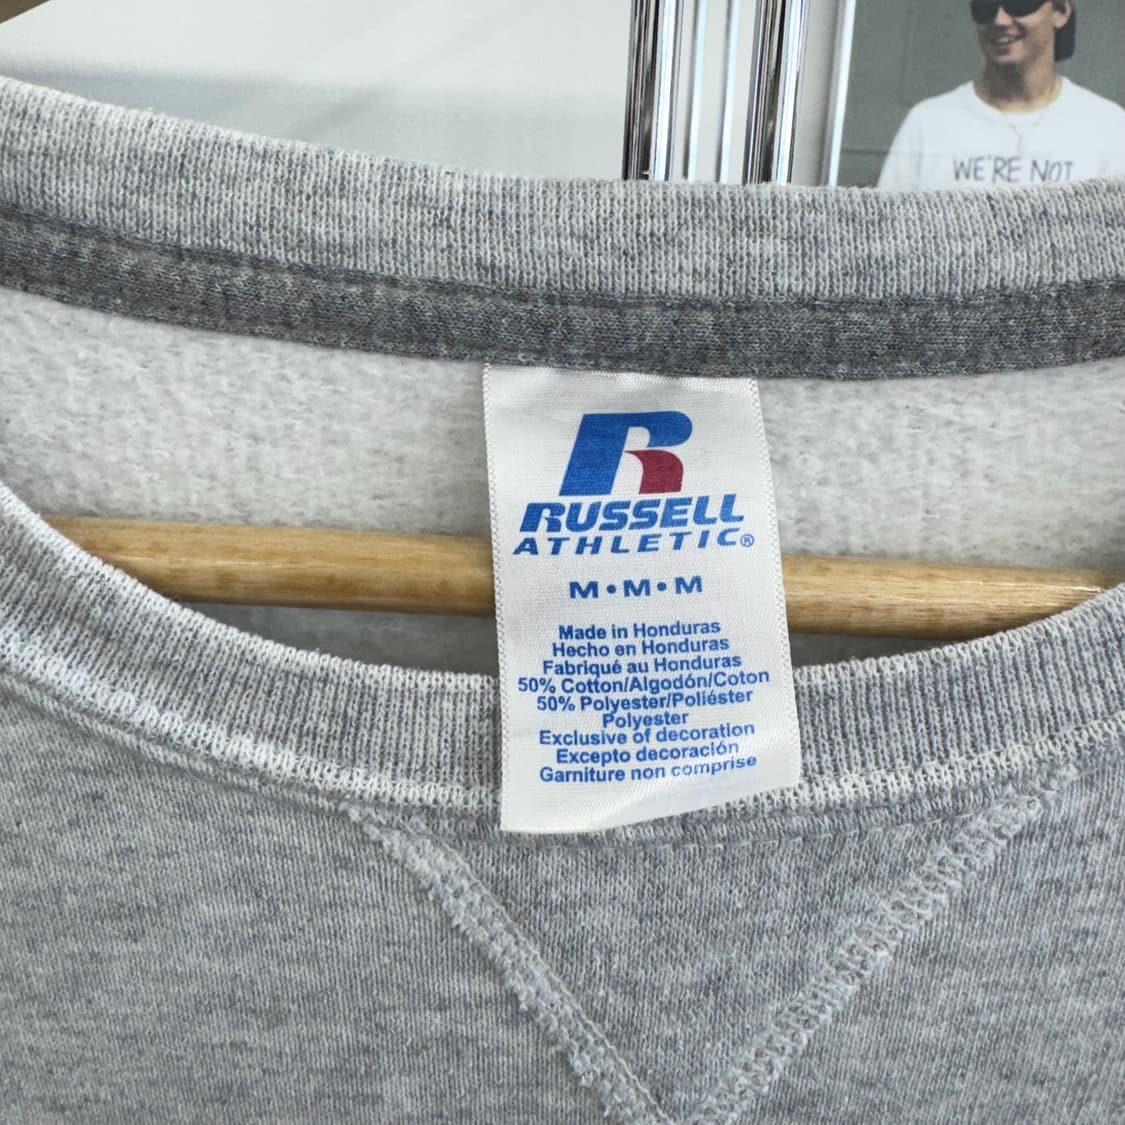 WE'RE NOT
R
RUSSELL
ATHLETIC®
M•M•M
Made in Honduras
Hecho en Honduras
Fabriqué au Honduras
50% Cotton/Algodón/Coton
50% Polyester/Poliéster
Polyester
Exclusive of decoration
Excepto decoración
Garniture non comprise